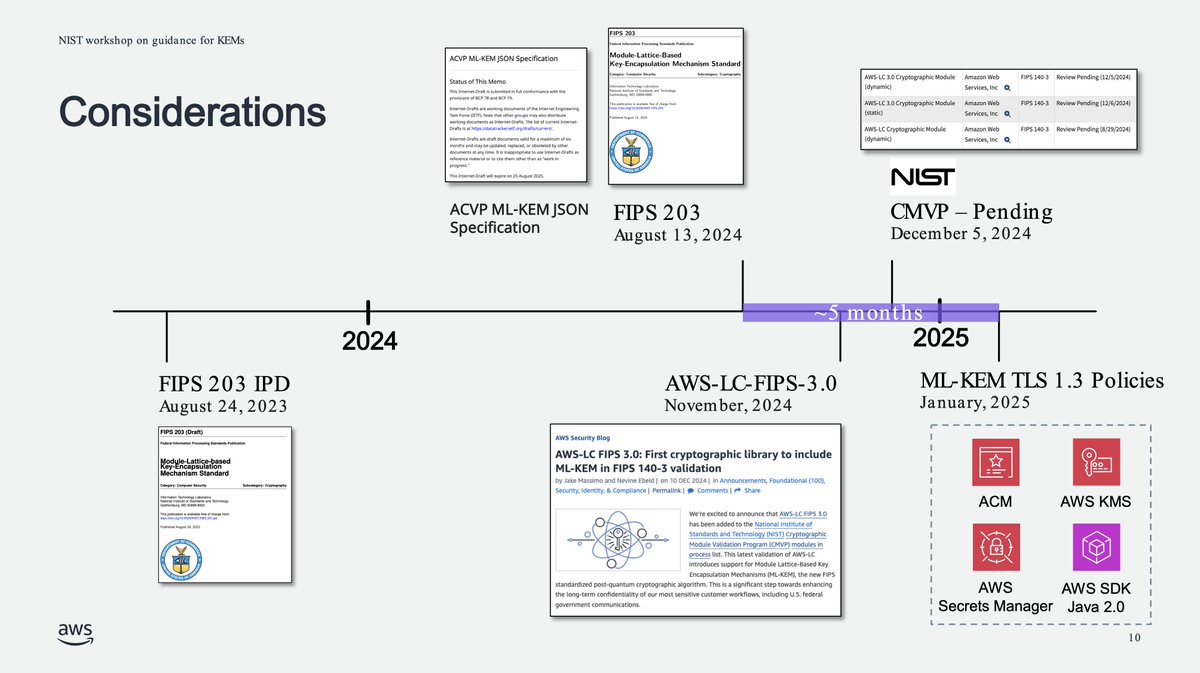 NIST workshop on guidance for KEMs
Considerations
ACVP ML-KEM JSON Specification
Status of This Memo
This Internet-Draft is submitted in full conformance with the
provisions of BCP 78 and BCP 79.
Internet-Drafts are working documents of the Internet Engineering
Task Force (IETF). Note that other groups may also distribute
working documents as Internet-Drafts. The list of current Internet-
Drafts is at https://datatracker.ietf.org/drafts/current/.
Internet-Drafts are draft documents valid for a maximum of six
months and may be updated, replaced, or obsoleted by other
documents at any time. It is inappropriate to use Internet-Drafts as
reference material or to cite them other than as "work in
progress."
This Internet-Draft will expire on 25 August 2025.
ACVP ML-KEM JSON
Specification
FIPS 203
Federal Information Processing Standards Publication
Module-Lattice-Based
Key-Encapsulation Mechanism Standard
Category: Computer Security Subcategory: Cryptography
Information Technology Laboratory
National Institute of Standards and Technology
Gaithersburg, MD 20899-8900
This publication is available free of charge from:
Published August 13, 2024
FIPS 203
August 13, 2024
AWS-LC 3.0 Cryptographic Module
(dynamic)
Amazon Web
Services, Inc
FIPS 140-3
Review Pending (12/5/2024)
AWS-LC 3.0 Cryptographic Module
(static)
Amazon Web
Services, Inc
FIPS 140-3
Review Pending (12/6/2024)
AWS-LC Cryptographic Module
(dynamic)
Amazon Web
Services, Inc
FIPS 140-3
Review Pending (8/29/2024)
NIST
CMVP – Pending
December 5, 2024
~5 months
2024
2025
FIPS 203 IPD
August 24, 2023
FIPS 203 (Draft)
Federal Information Processing Standards Publication
Module-Lattice-based
Key-Encapsulation
Mechanism Standard
Category: Computer Security Subcategory: Cryptography
Information Technology Laboratory
National Institute of Standards and Technology
Gaithersburg, MD 20899-8900
This publication is available free of charge from:
Published August 24, 2023
AWS-LC-FIPS-3.0
November, 2024
AWS Security Blog
AWS-LC FIPS 3.0: First cryptographic library to include
ML-KEM in FIPS 140-3 validation
by Jake Massimo and Nevine Ebeid | on 10 DEC 2024 | in Announcements, Foundational (100),
Security, Identity, & Compliance | Permalink | Comments | Share
We're excited to announce that AWS-LC FIPS 3.0
has been added to the National Institute of
Standards and Technology (NIST) Cryptographic
Module Validation Program (CMVP) modules in
process list. This latest validation of AWS-LC
introduces support for Module Lattice-Based Key
Encapsulation Mechanisms (ML-KEM), the new FIPS
standardized post-quantum cryptographic algorithm. This is a significant step towards enhancing
the long-term confidentiality of our most sensitive customer workflows, including U.S. federal
government communications.
ML-KEM TLS 1.3 Policies
January, 2025
ACM
AWS KMS
AWS
Secrets Manager
AWS SDK
Java 2.0
aws
10